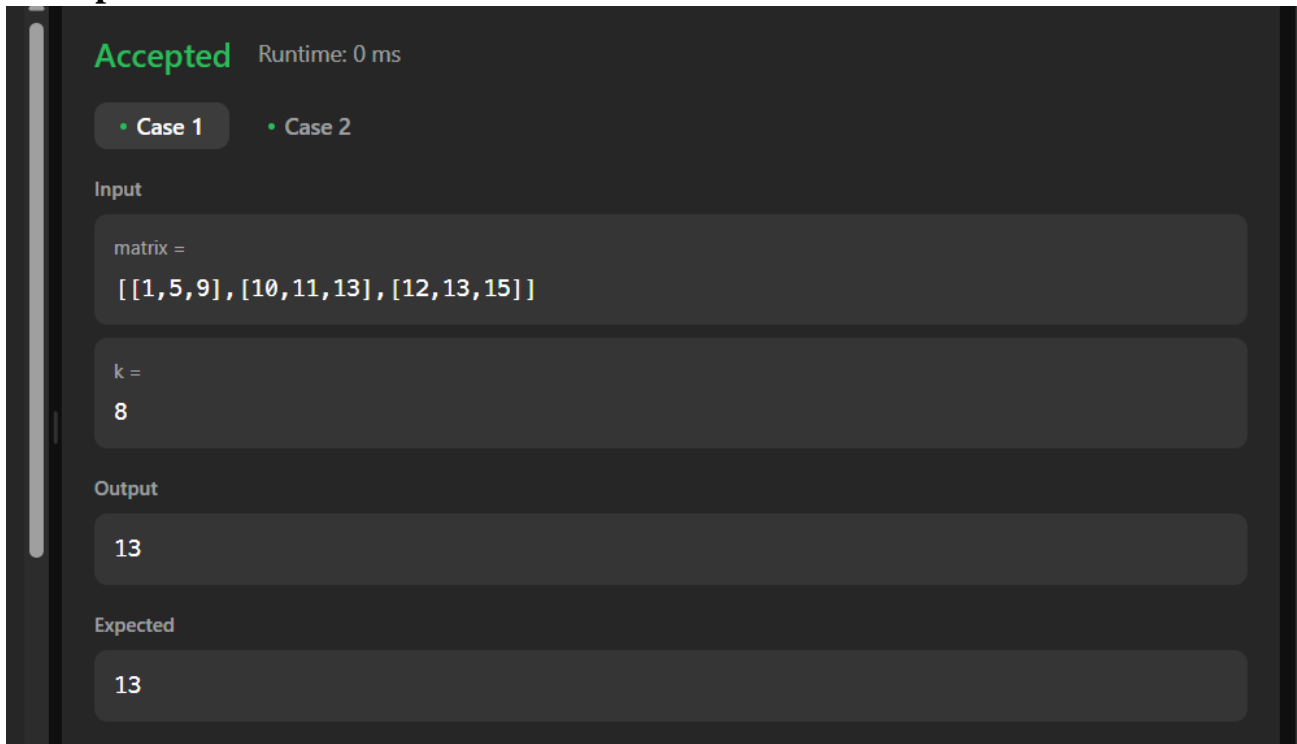 Accepted Runtime: 0 ms
• Case 1 • Case 2
Input
matrix =
[[1,5,9],[10,11,13],[12,13,15]]
k =
8
Output
13
Expected
13